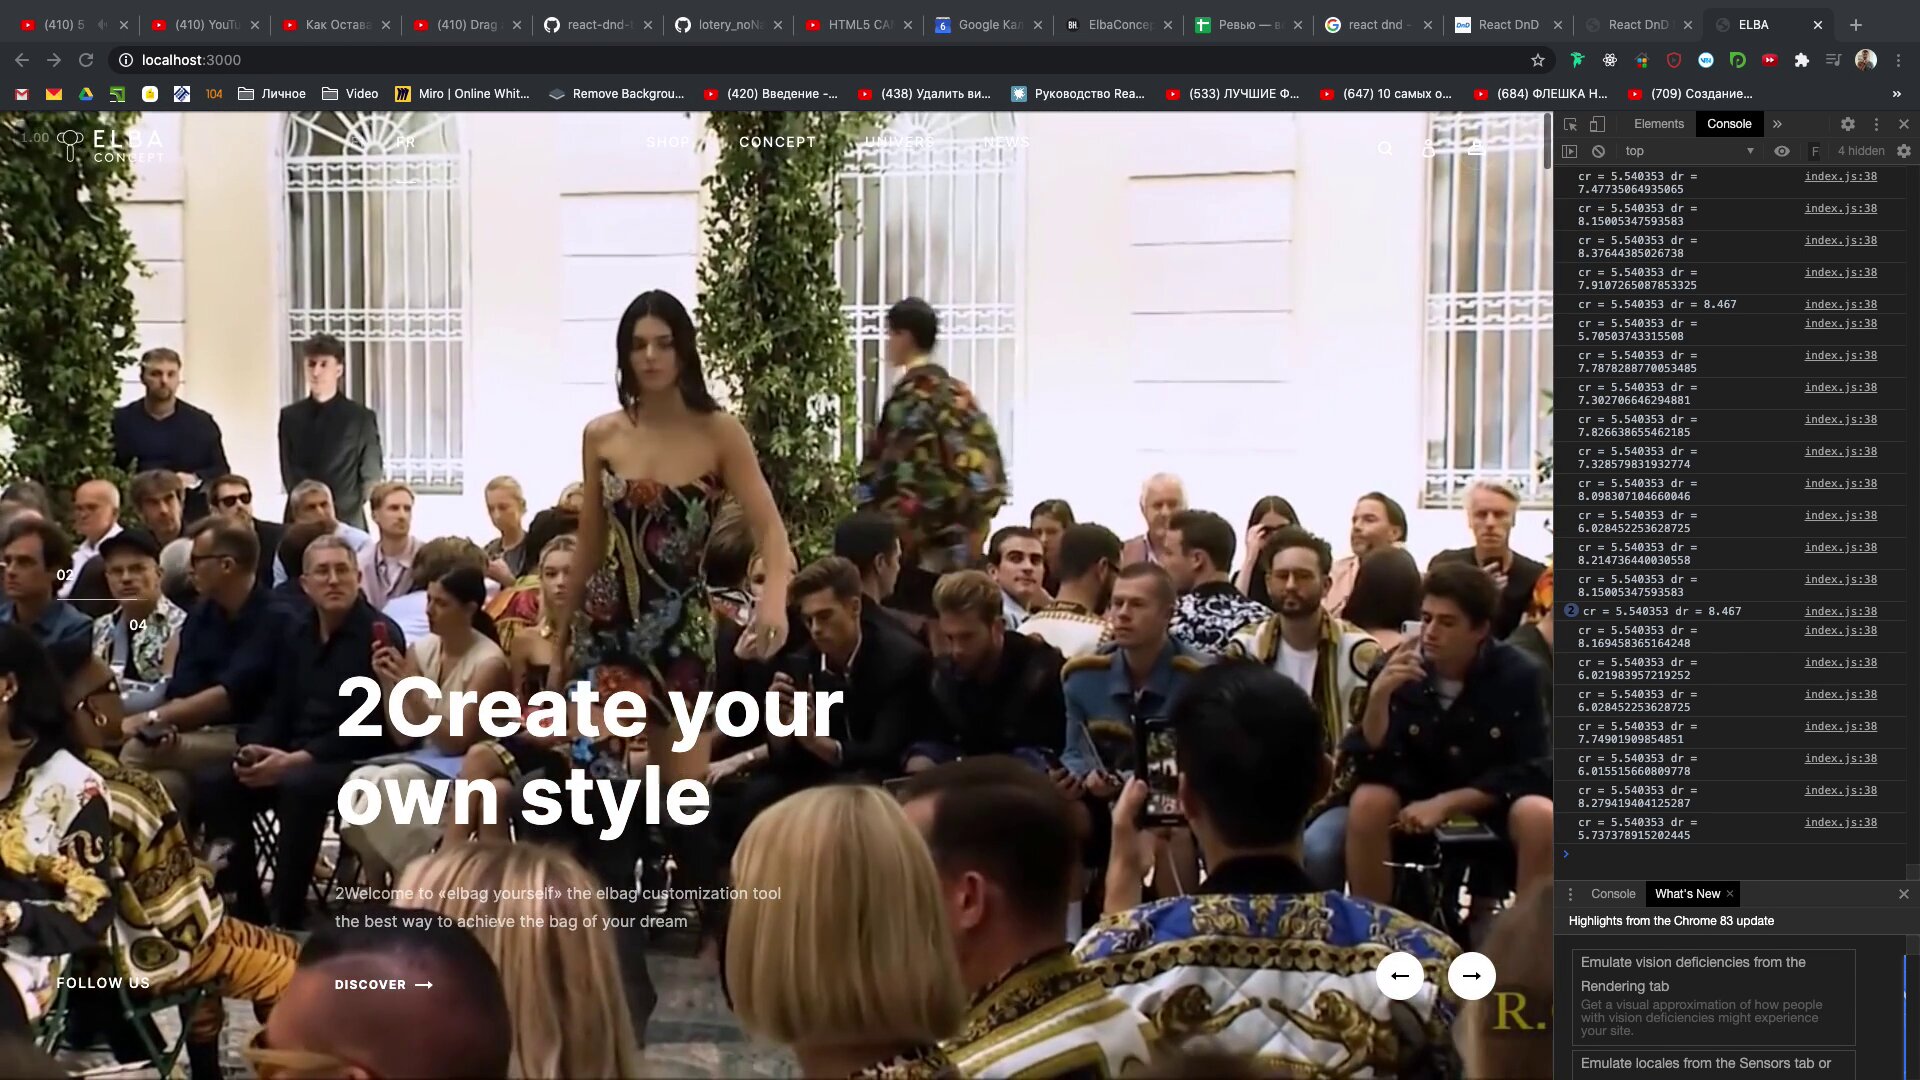 (410) 5
(410) YouTu
Как Остава
(410) Drag
react-dnd-t
lotery_noNa
HTML5 CAN
Google Кал
ElbaConcep
Ревью — в
react dnd -
React DnD
React DnD
ELBA
localhost:3000
104
Личное
Video
Miro | Online Whit...
Remove Backgrou...
(420) Введение -...
(438) Удалить ви...
Руководство Rea...
(533) ЛУЧШИЕ Ф...
(647) 10 самых о...
(684) ФЛЕШКА Н...
(709) Создание...
»
1.00
ELBA
CONCEPT
FR
SHOP
CONCEPT
UNIVERS
NEWS
02
04
2Create your
own style
2Welcome to «elbag yourself» the elbag customization tool
the best way to achieve the bag of your dream
FOLLOW US
DISCOVER
R.
Elements
Console
»
top
F
4 hidden
cr = 5.540353 dr = index.js:38
7.47735064935065
cr = 5.540353 dr = index.js:38
8.15005347593583
cr = 5.540353 dr = index.js:38
8.37644385026738
cr = 5.540353 dr = index.js:38
7.9107265087853325
cr = 5.540353 dr = 8.467 index.js:38
cr = 5.540353 dr = index.js:38
5.70503743315508
cr = 5.540353 dr = index.js:38
7.7878288770053485
cr = 5.540353 dr = index.js:38
7.302706646294881
cr = 5.540353 dr = index.js:38
7.826638655462185
cr = 5.540353 dr = index.js:38
7.328579831932774
cr = 5.540353 dr = index.js:38
8.098307104660046
cr = 5.540353 dr = index.js:38
6.028452253628725
cr = 5.540353 dr = index.js:38
8.214736440030558
cr = 5.540353 dr = index.js:38
8.15005347593583
2 cr = 5.540353 dr = 8.467 index.js:38
cr = 5.540353 dr = index.js:38
8.169458365164248
cr = 5.540353 dr = index.js:38
6.021983957219252
cr = 5.540353 dr = index.js:38
6.028452253628725
cr = 5.540353 dr = index.js:38
7.74901909854851
cr = 5.540353 dr = index.js:38
6.015515660809778
cr = 5.540353 dr = index.js:38
8.279419404125287
cr = 5.540353 dr = index.js:38
5.737378915202445
Console
What's New
Highlights from the Chrome 83 update
Emulate vision deficiencies from the
Rendering tab
Get a visual approximation of how people
with vision deficiencies might experience
your site.
Emulate locales from the Sensors tab or